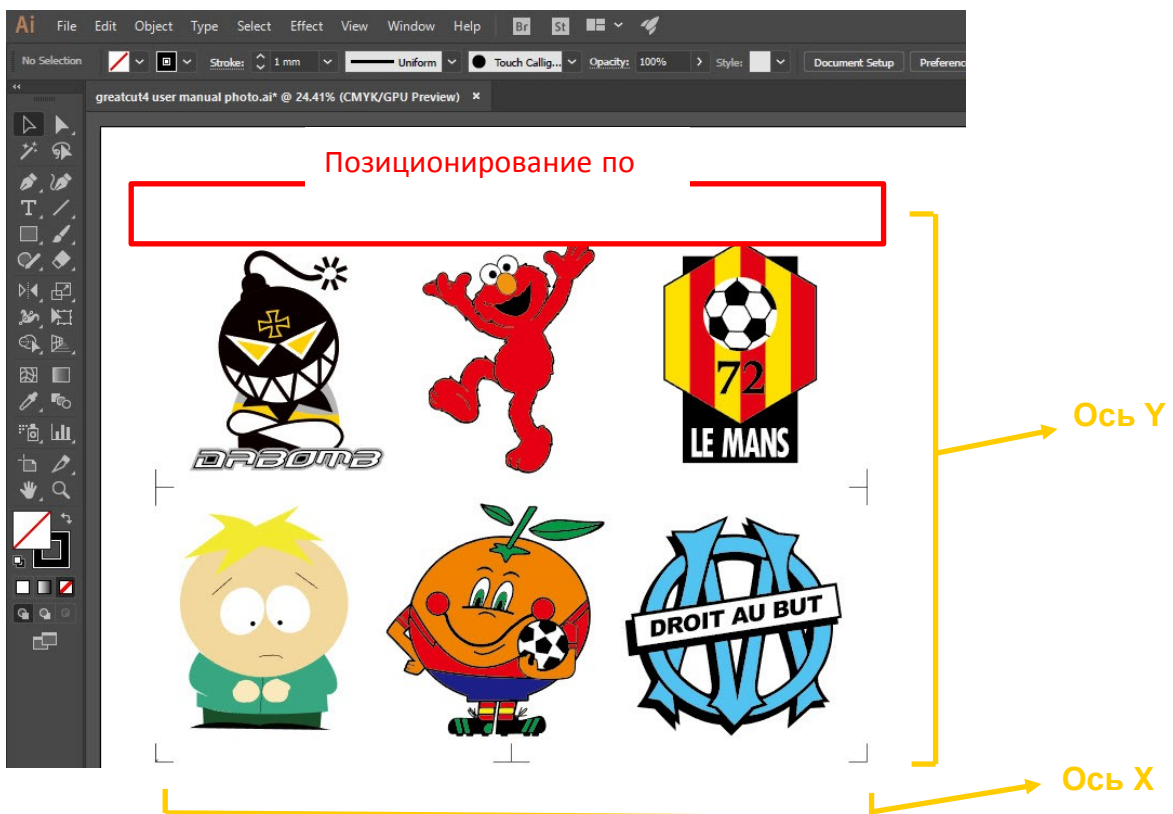 Ai File Edit Object Type Select Effect View Window Help Br St
No Selection Stroke: 1 mm Uniform Touch Callig... Opacity: 100% Style: Document Setup Preferenc
greatcut4 user manual photo.ai* @ 24.41% (CMYK/GPU Preview) ×
Позиционирование по
72
LE MANS
DABOMB
Ось Y
DROIT AU BUT
Ось X